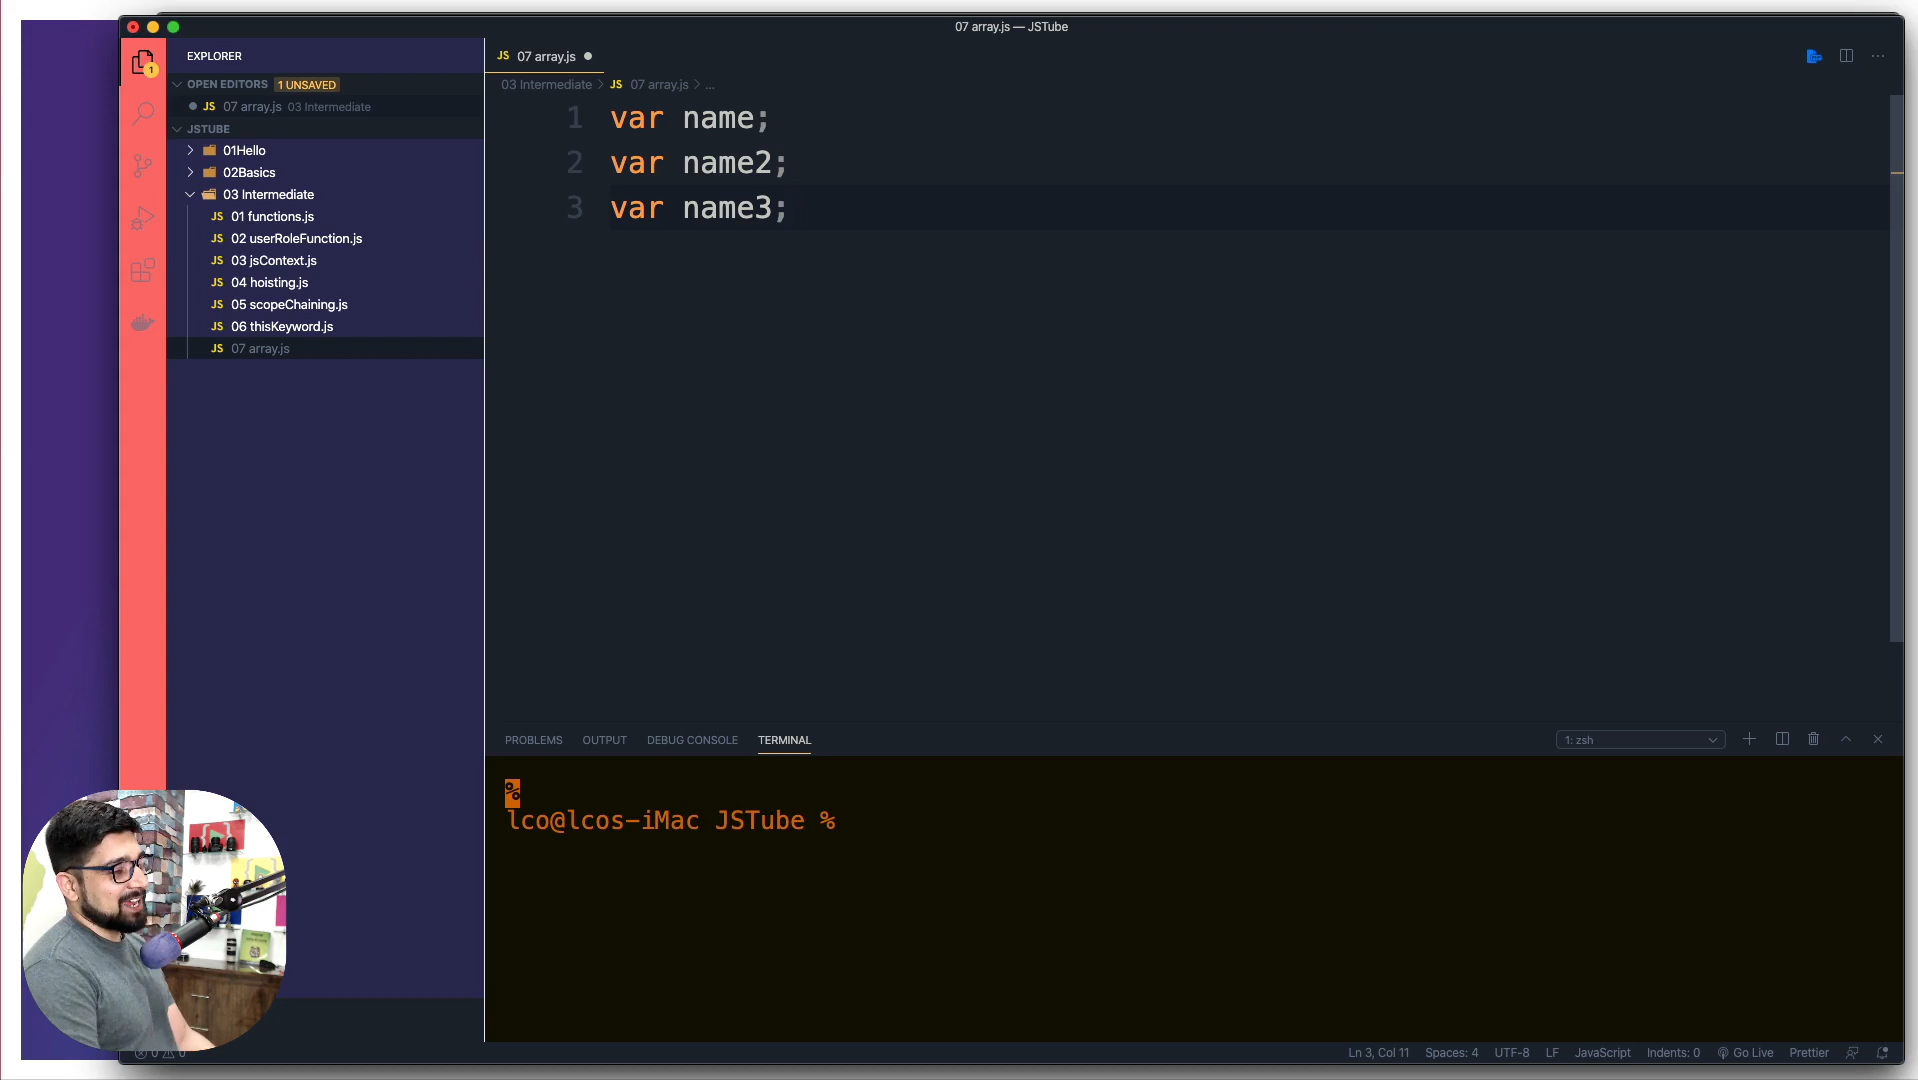 07 array.js — JSTube
EXPLORER
OPEN EDITORS 1 UNSAVED
JS 07 array.js 03 Intermediate
JSTUBE
01Hello
02Basics
03 Intermediate
JS 01 functions.js
JS 02 userRoleFunction.js
JS 03 jsContext.js
JS 04 hoisting.js
JS 05 scopeChaining.js
JS 06 thisKeyword.js
JS 07 array.js
1
JS 07 array.js
03 Intermediate > JS 07 array.js > ...
1 var name;
2 var name2;
3 var name3;
PROBLEMS OUTPUT DEBUG CONSOLE TERMINAL 1: zsh
%
lco@lcos-iMac JSTube %
0 0
Ln 3, Col 11 Spaces: 4 UTF-8 LF JavaScript Indents: 0 Go Live Prettier